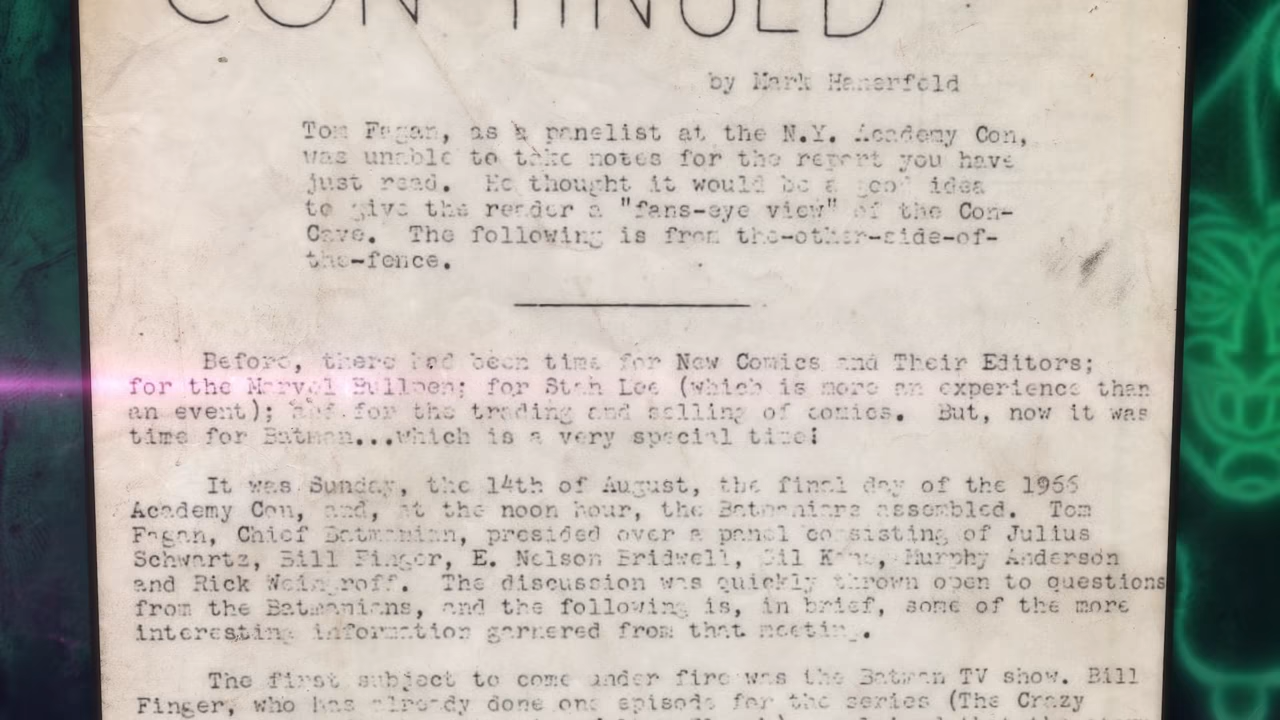 CONTINUED
by Mark Hanerfeld
Tom Fagan, as a panelist at the N.Y. Academy Con,
was unable to take notes for the report you have
just read. He thought it would be a good idea
to give the reader a "fans-eye view" of the Con-
Cave. The following is from the-other-side-of-
the-fence.
Before, there had been time for New Comics and Their Editors;
for the Marvel Bullpen; for Stan Lee (which is more an experience than
an event); for the trading and selling of comics. But, now it was
time for Batman...which is a very special time!
It was Sunday, the 14th of August, the final day of the 1966
Academy Con, and, at the noon hour, the Batmanians assembled. Tom
Fagan, Chief Batmanian, presided over a panel consisting of Julius
Schwartz, Bill Finger, E. Nelson Bridwell, Gil Kane, Murphy Anderson
and Rick Weingroff. The discussion was quickly thrown open to questions
from the Batmanians, and the following is, in brief, some of the more
interesting information garnered from that meeting.
The first subject to come under fire was the Batman TV show. Bill
Finger, who has already done one episode for the series (The Crazy